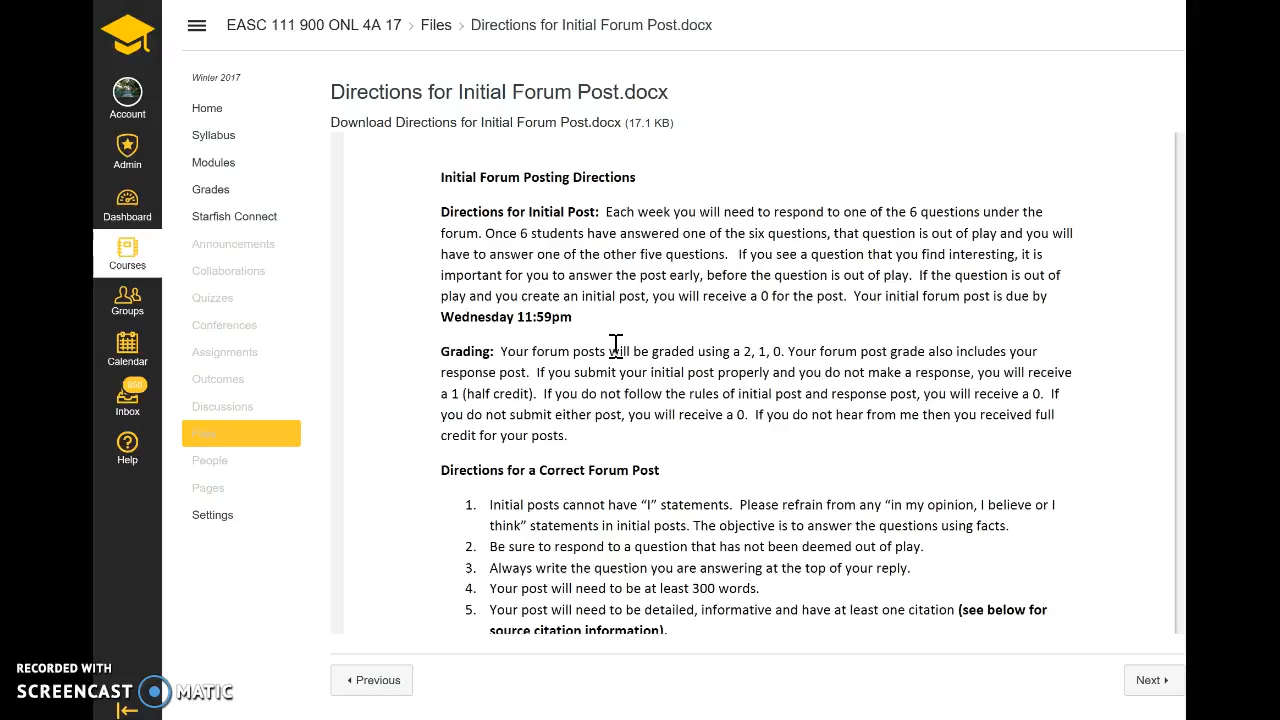 EASC 111 900 ONL 4A 17 > Files > Directions for Initial Forum Post.docx
Account
Admin
Dashboard
Courses
Groups
Calendar
950
Inbox
Help
Winter 2017
Home
Syllabus
Modules
Grades
Starfish Connect
Announcements
Collaborations
Quizzes
Conferences
Assignments
Outcomes
Discussions
Files
People
Pages
Settings
Directions for Initial Forum Post.docx
Download Directions for Initial Forum Post.docx (17.1 KB)
Initial Forum Posting Directions
Directions for Initial Post: Each week you will need to respond to one of the 6 questions under the
forum. Once 6 students have answered one of the six questions, that question is out of play and you will
have to answer one of the other five questions. If you see a question that you find interesting, it is
important for you to answer the post early, before the question is out of play. If the question is out of
play and you create an initial post, you will receive a 0 for the post. Your initial forum post is due by
Wednesday 11:59pm
Grading: Your forum posts will be graded using a 2, 1, 0. Your forum post grade also includes your
response post. If you submit your initial post properly and you do not make a response, you will receive
a 1 (half credit). If you do not follow the rules of initial post and response post, you will receive a 0. If
you do not submit either post, you will receive a 0. If you do not hear from me then you received full
credit for your posts.
Directions for a Correct Forum Post
1. Initial posts cannot have “I” statements. Please refrain from any “in my opinion, I believe or I
think” statements in initial posts. The objective is to answer the questions using facts.
2. Be sure to respond to a question that has not been deemed out of play.
3. Always write the question you are answering at the top of your reply.
4. Your post will need to be at least 300 words.
5. Your post will need to be detailed, informative and have at least one citation (see below for
source citation information).
Previous
Next
RECORDED WITH
SCREENCAST MATIC